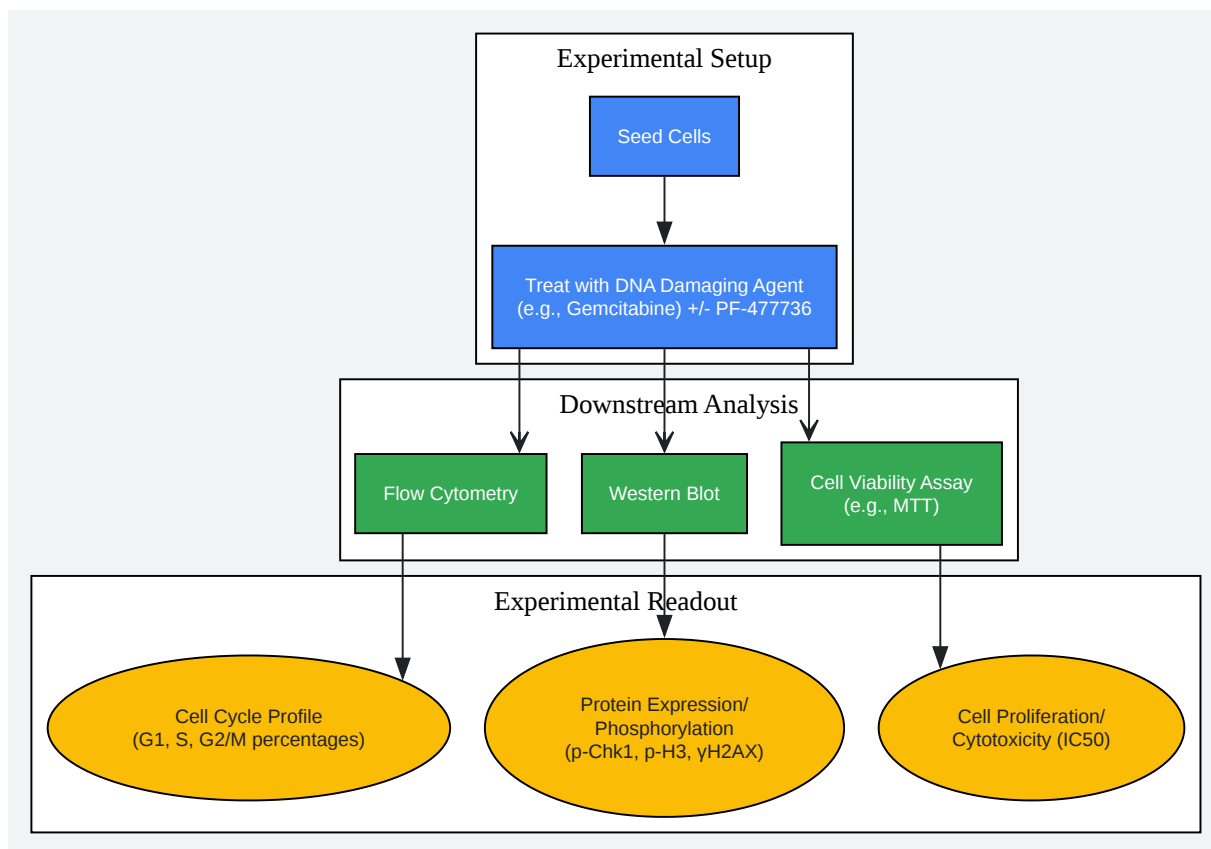 Experimental Setup
Seed Cells
Treat with DNA Damaging Agent
(e.g., Gemcitabine) +/- PF-477736
Downstream Analysis
Flow Cytometry
Western Blot
Cell Viability Assay
(e.g., MTT)
Experimental Readout
Cell Cycle Profile
(G1, S, G2/M percentages)
Protein Expression/
Phosphorylation
(p-Chk1, p-H3, γH2AX)
Cell Proliferation/
Cytotoxicity (IC50)